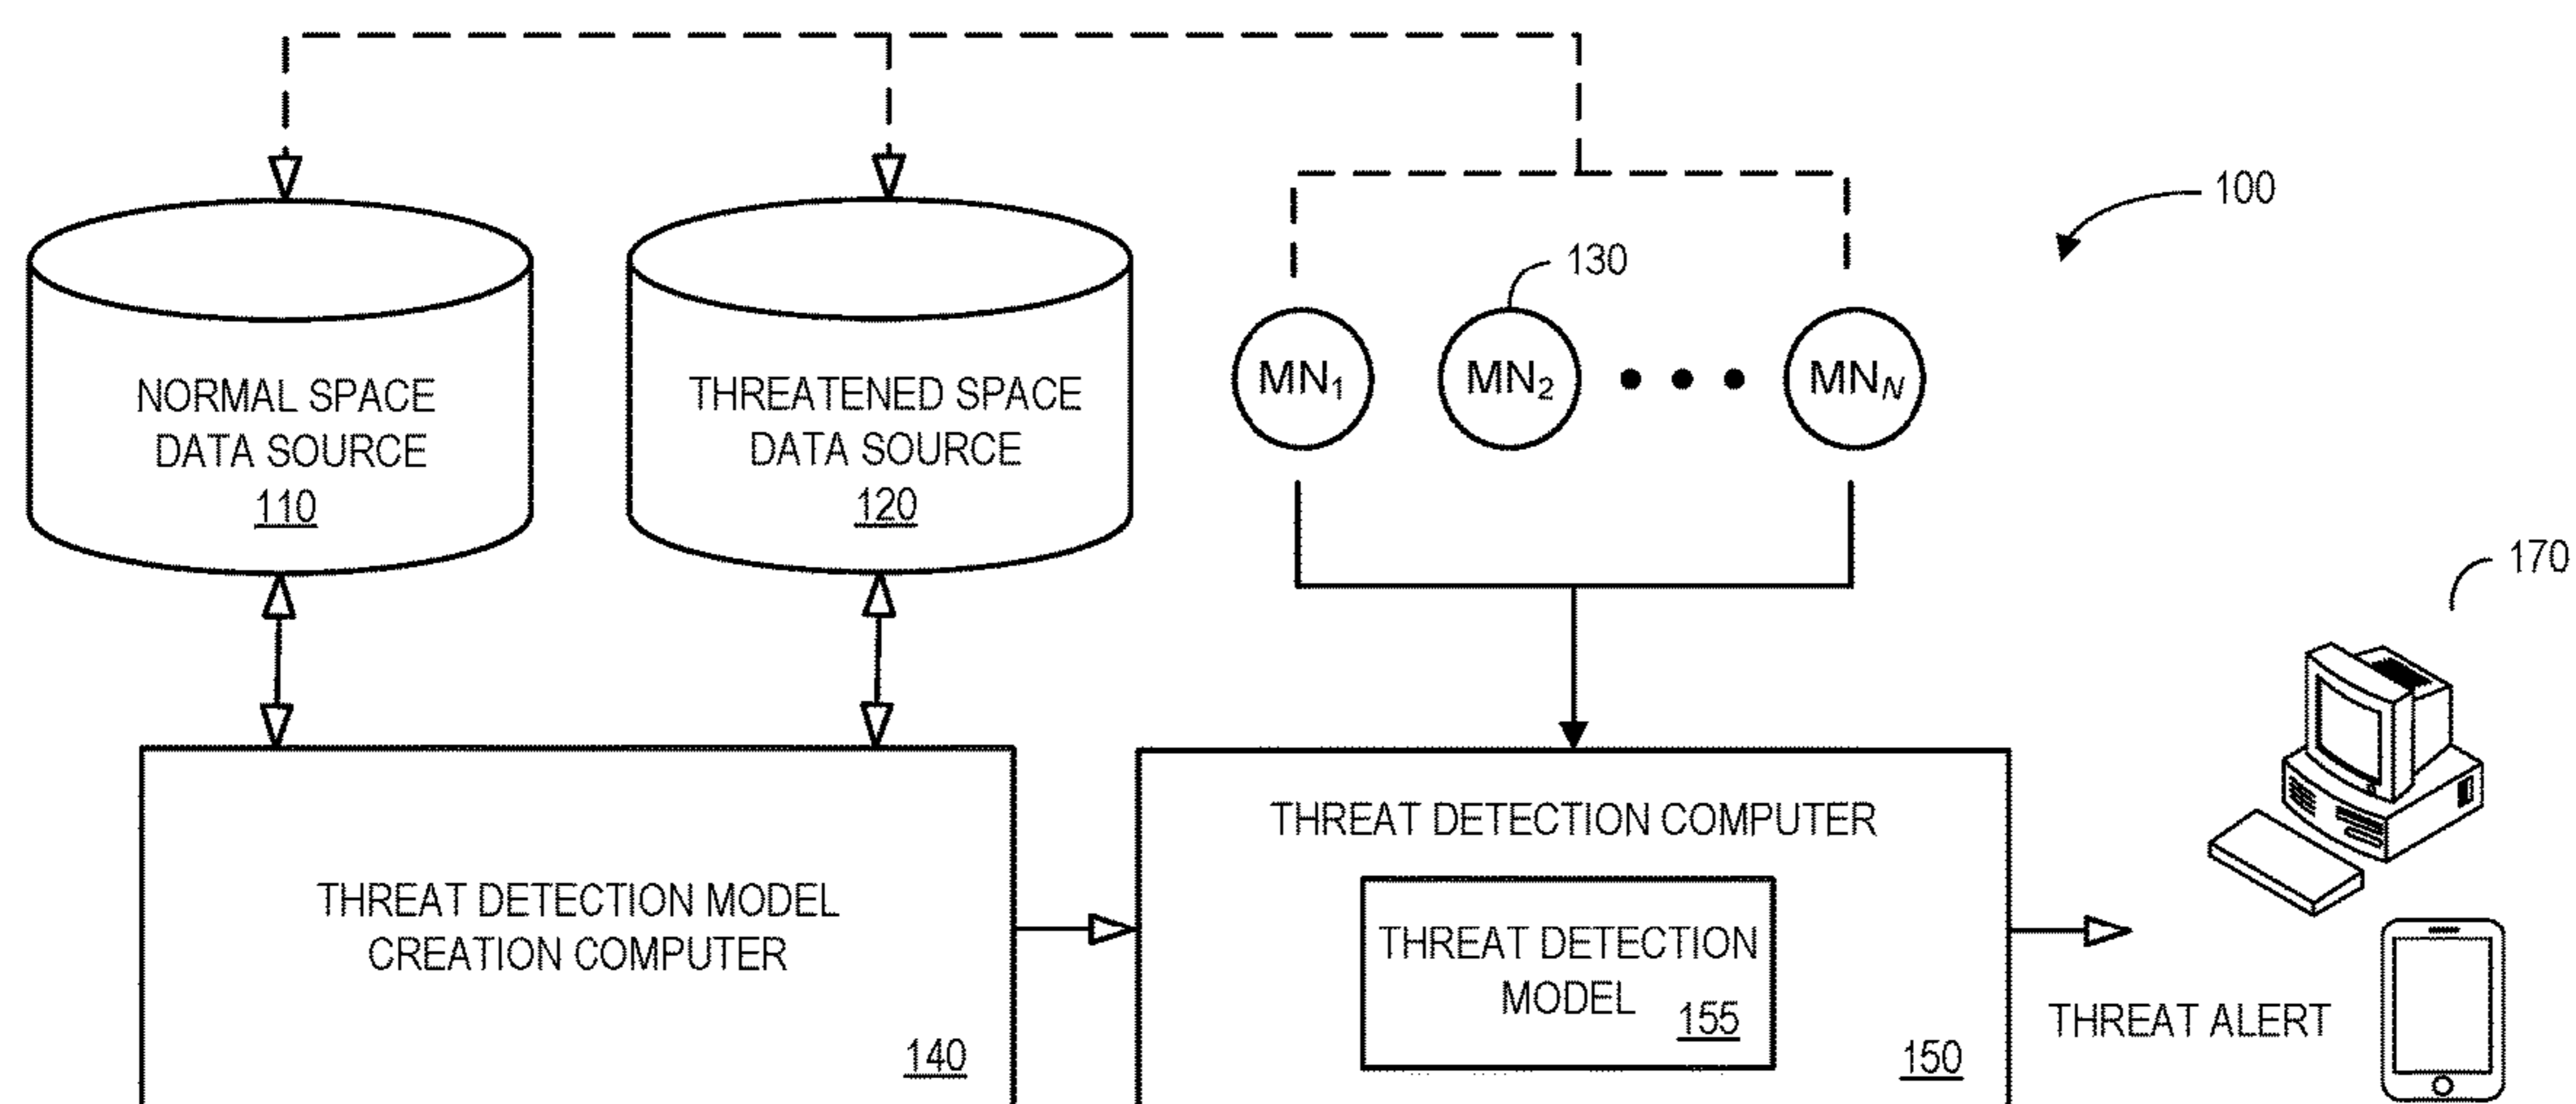 100
130
MN1
MN2
MNN
NORMAL SPACE
DATA SOURCE
110
THREATENED SPACE
DATA SOURCE
120
170
THREAT DETECTION MODEL
CREATION COMPUTER
140
THREAT DETECTION COMPUTER
THREAT DETECTION
MODEL
155
150
THREAT ALERT